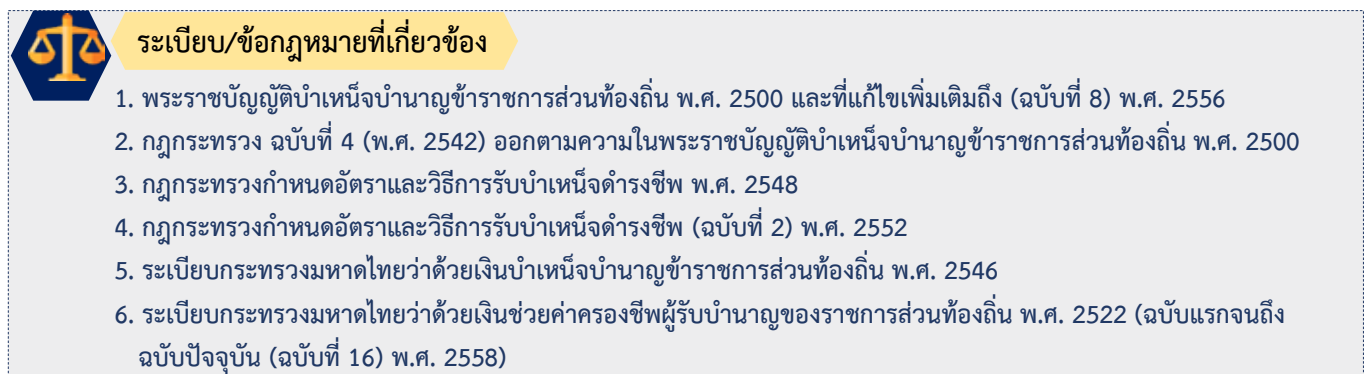 ระเบียบ/ข้อกฎหมายที่เกี่ยวข้อง
1. พระราชบัญญัติบำเหน็จบำนาญข้าราชการส่วนท้องถิ่น พ.ศ. 2500 และที่แก้ไขเพิ่มเติมถึง (ฉบับที่ 8) พ.ศ. 2556
2. กฎกระทรวง ฉบับที่ 4 (พ.ศ. 2542) ออกตามความในพระราชบัญญัติบำเหน็จบำนาญข้าราชการส่วนท้องถิ่น พ.ศ. 2500
3. กฎกระทรวงกำหนดอัตราและวิธีการรับบำเหน็จดำรงชีพ พ.ศ. 2548
4. กฎกระทรวงกำหนดอัตราและวิธีการรับบำเหน็จดำรงชีพ (ฉบับที่ 2) พ.ศ. 2552
5. ระเบียบกระทรวงมหาดไทยว่าด้วยเงินบำเหน็จบำนาญข้าราชการส่วนท้องถิ่น พ.ศ. 2546
6. ระเบียบกระทรวงมหาดไทยว่าด้วยเงินช่วยค่าครองชีพผู้รับบำนาญของราชการส่วนท้องถิ่น พ.ศ. 2522 (ฉบับแรกจนถึง
ฉบับปัจจุบัน (ฉบับที่ 16) พ.ศ. 2558)